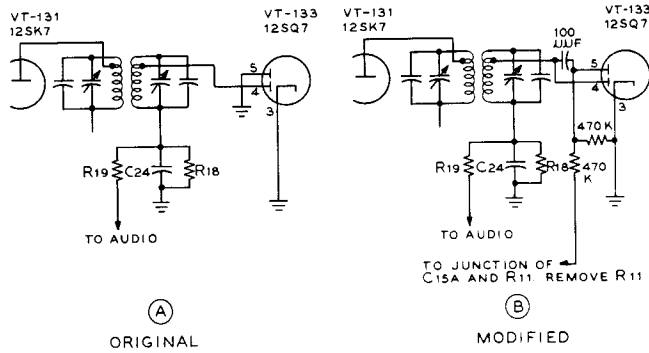 VT-131
12SK7
VT-133
12SQ7
5
4
3
R19
C24
R18
TO AUDIO
A
ORIGINAL
VT-131
12SK7
VT-133
12SQ7
100
UUF
5
4
3
470 K
470
K
R19
C24
R18
TO AUDIO
TO JUNCTION OF
C15A AND R11. REMOVE R11
B
MODIFIED